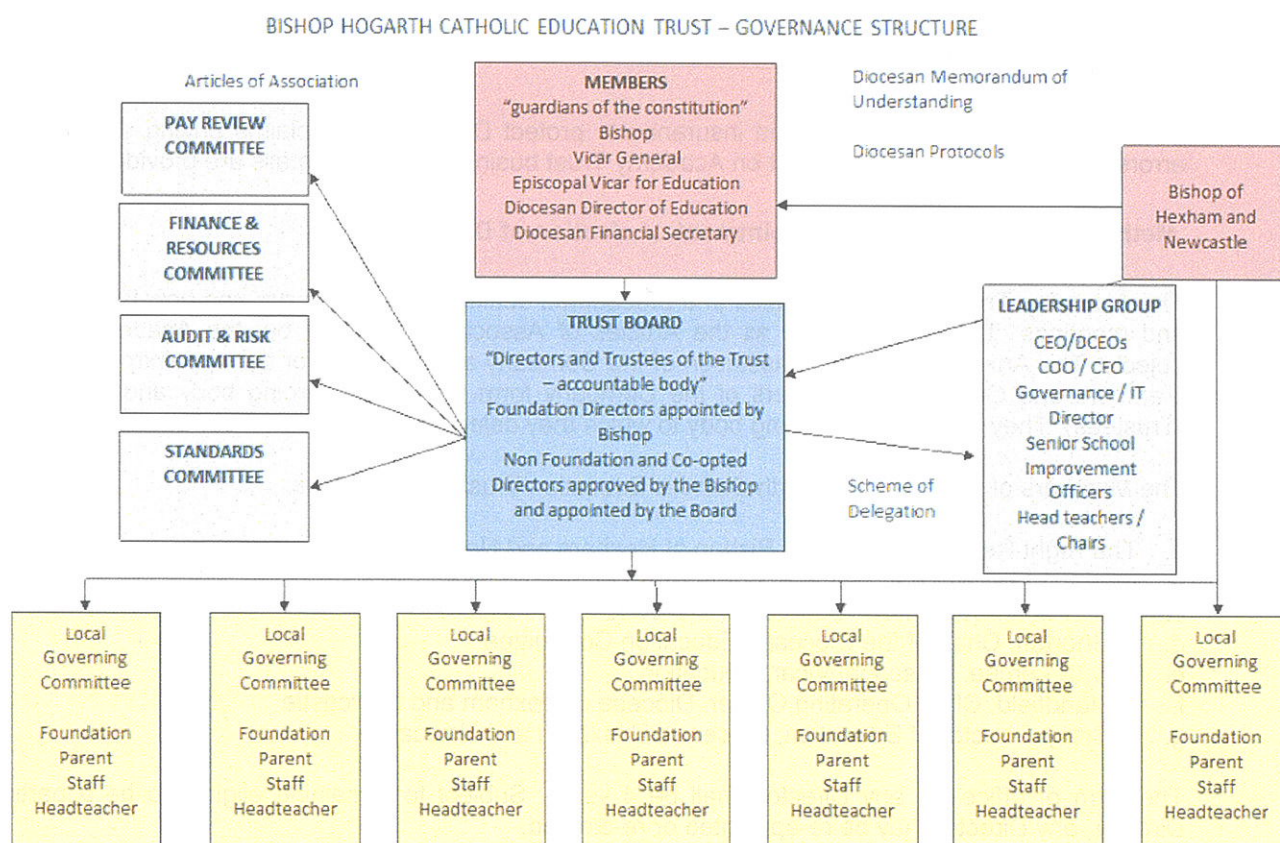 BISHOP HOGARTH CATHOLIC EDUCATION TRUST – GOVERNANCE STRUCTURE
Articles of Association
PAY REVIEW
COMMITTEE
FINANCE &
RESOURCES
COMMITTEE
AUDIT & RISK
COMMITTEE
STANDARDS
COMMITTEE
MEMBERS
"guardians of the constitution"
Bishop
Vicar General
Episcopal Vicar for Education
Diocesan Director of Education
Diocesan Financial Secretary
Diocesan Memorandum of
Understanding
Diocesan Protocols
Bishop of
Hexham and
Newcastle
TRUST BOARD
"Directors and Trustees of the Trust
– accountable body"
Foundation Directors appointed by
Bishop
Non Foundation and Co-opted
Directors approved by the Bishop
and appointed by the Board
LEADERSHIP GROUP
CEO/DCEOs
COO / CFO
Governance / IT
Director
Senior School
Improvement
Officers
Head teachers /
Chairs
Scheme of
Delegation
Local
Governing
Committee
Foundation
Parent
Staff
Headteacher
Local
Governing
Committee
Foundation
Parent
Staff
Headteacher
Local
Governing
Committee
Foundation
Parent
Staff
Headteacher
Local
Governing
Committee
Foundation
Parent
Staff
Headteacher
Local
Governing
Committee
Foundation
Parent
Staff
Headteacher
Local
Governing
Committee
Foundation
Parent
Staff
Headteacher
Local
Governing
Committee
Foundation
Parent
Staff
Headteacher